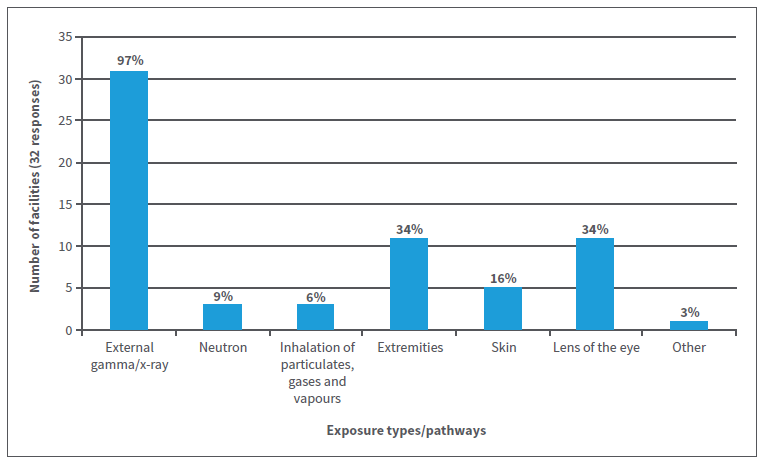 Number of facilities (32 responses)
35
30
25
20
15
10
5
0
97%
9%
6%
34%
16%
34%
3%
External
gamma/x-ray
Neutron
Inhalation of
particulates,
gases and
vapours
Extremities
Skin
Lens of the eye
Other
Exposure types/pathways